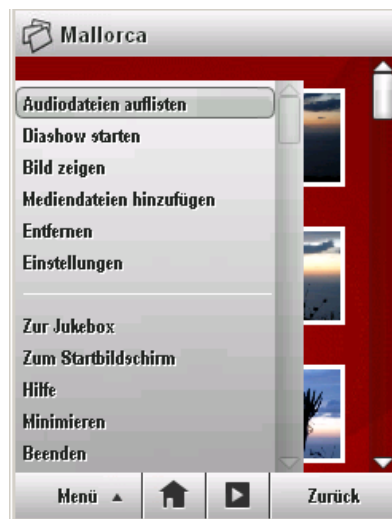 Mallorca
Audiodateien auflisten
Diashow starten
Bild zeigen
Mediendateien hinzufügen
Entfernen
Einstellungen
Zur Jukebox
Zum Startbildschirm
Hilfe
Minimieren
Beenden
Menü
Zurück